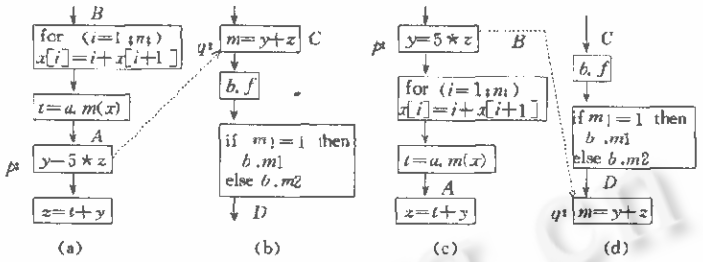 B
for (i=1;n;)
x[i]=i+x[i+1]
t=a.m(x)
A
p: y-5*z
z=t+y
(a)
q: m=y+z C
b.f
if m1=1 then
b.m1
else b.m2
D
(b)
p: y=5*z B
for (i=1;n;)
x[i]=i+x[i+1]
t=a.m(x)
A
z=t+y
(c)
C
b.f
if m1=1 then
b.m1
else b.m2
D
q: m=y+z
(d)